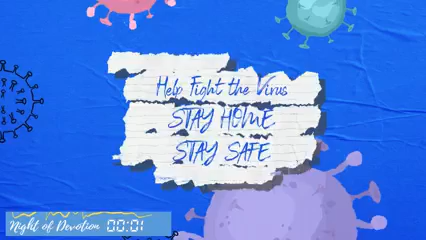 Help Fight the Virus
STAY HOME
STAY SAFE
Night of Devotion 00:01